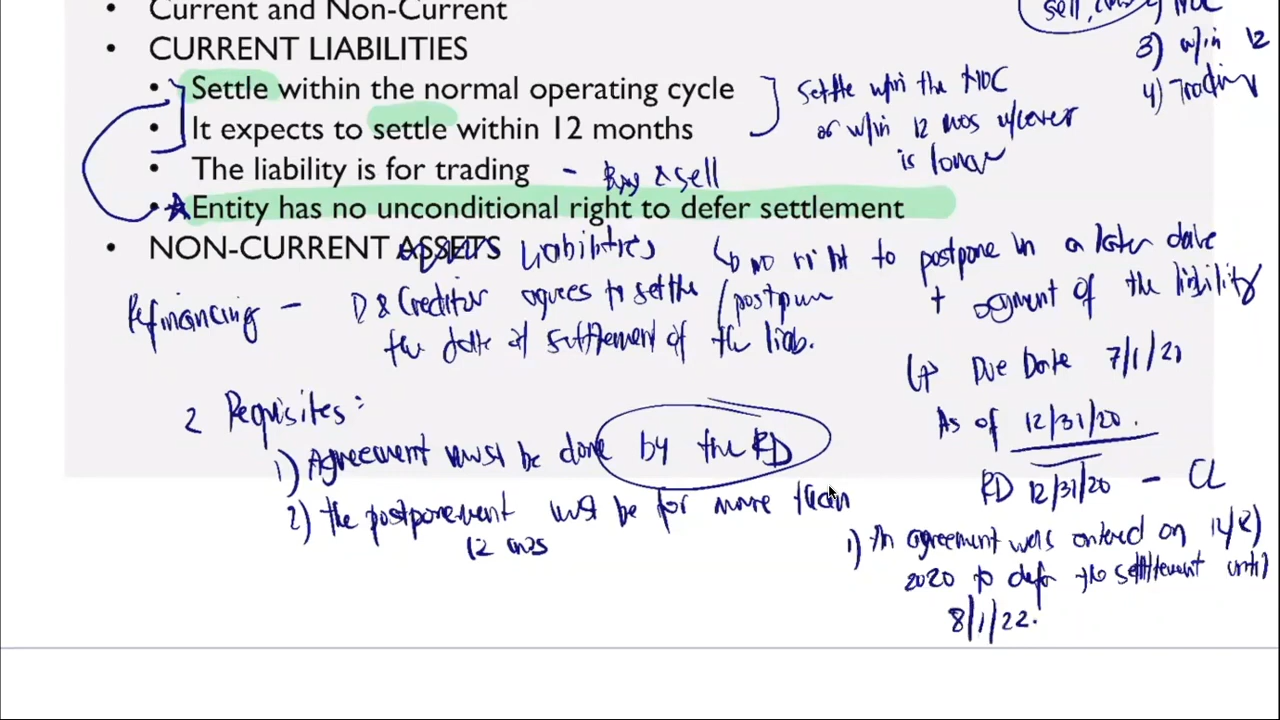 Current and Non-Current
sell,
3) w/in 12
4) Trading
CURRENT LIABILITIES
Settle within the normal operating cycle
It expects to settle within 12 months
Settle w/in the NOC
or w/in 12 mos w/cever
is longer
The liability is for trading - Buy & sell
Entity has no unconditional right to defer settlement
NON-CURRENT ASSETS Liabilities
↳ no right to postpone in a later date
+ of the liability
Refinancing - D & Creditor agrees to settle / postpone
the date of settlement of the liab.
↳ Due Date 7/1/21
As of 12/31/20.
RD 12/31/20 - CL
2 Requisites:
1) Agreement must be done by the RD
2) the postponement must be for more than
12 mos
1) An agreement was entered on
2020 to defer the settlement until
8/1/22.